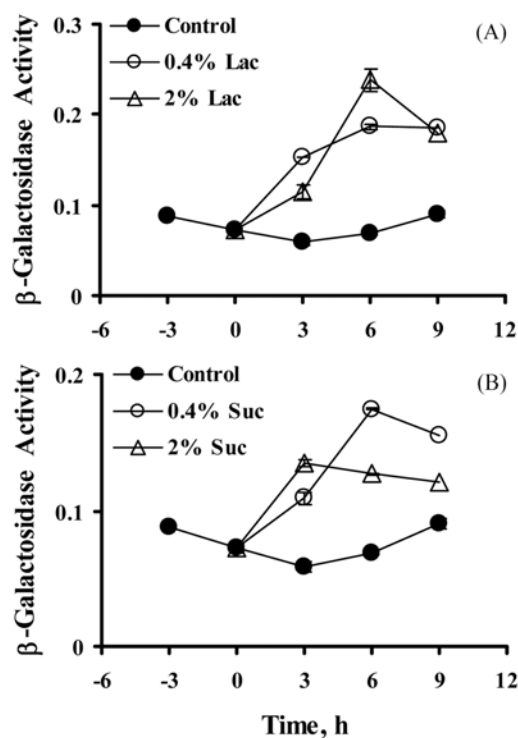 (A)
Control
0.4% Lac
2% Lac
β-Galactosidase Activity
0.3
0.2
0.1
0
-6 -3 0 3 6 9 12
(B)
Control
0.4% Suc
2% Suc
β-Galactosidase Activity
0.2
0.1
0
-6 -3 0 3 6 9 12
Time, h